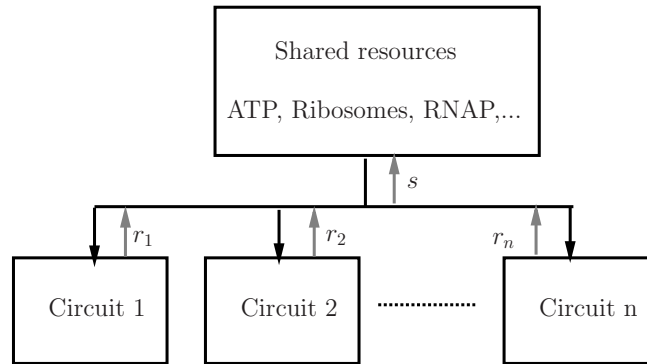 Shared resources
ATP, Ribosomes, RNAP,...
s
r1
r2
rn
Circuit 1
Circuit 2
Circuit n